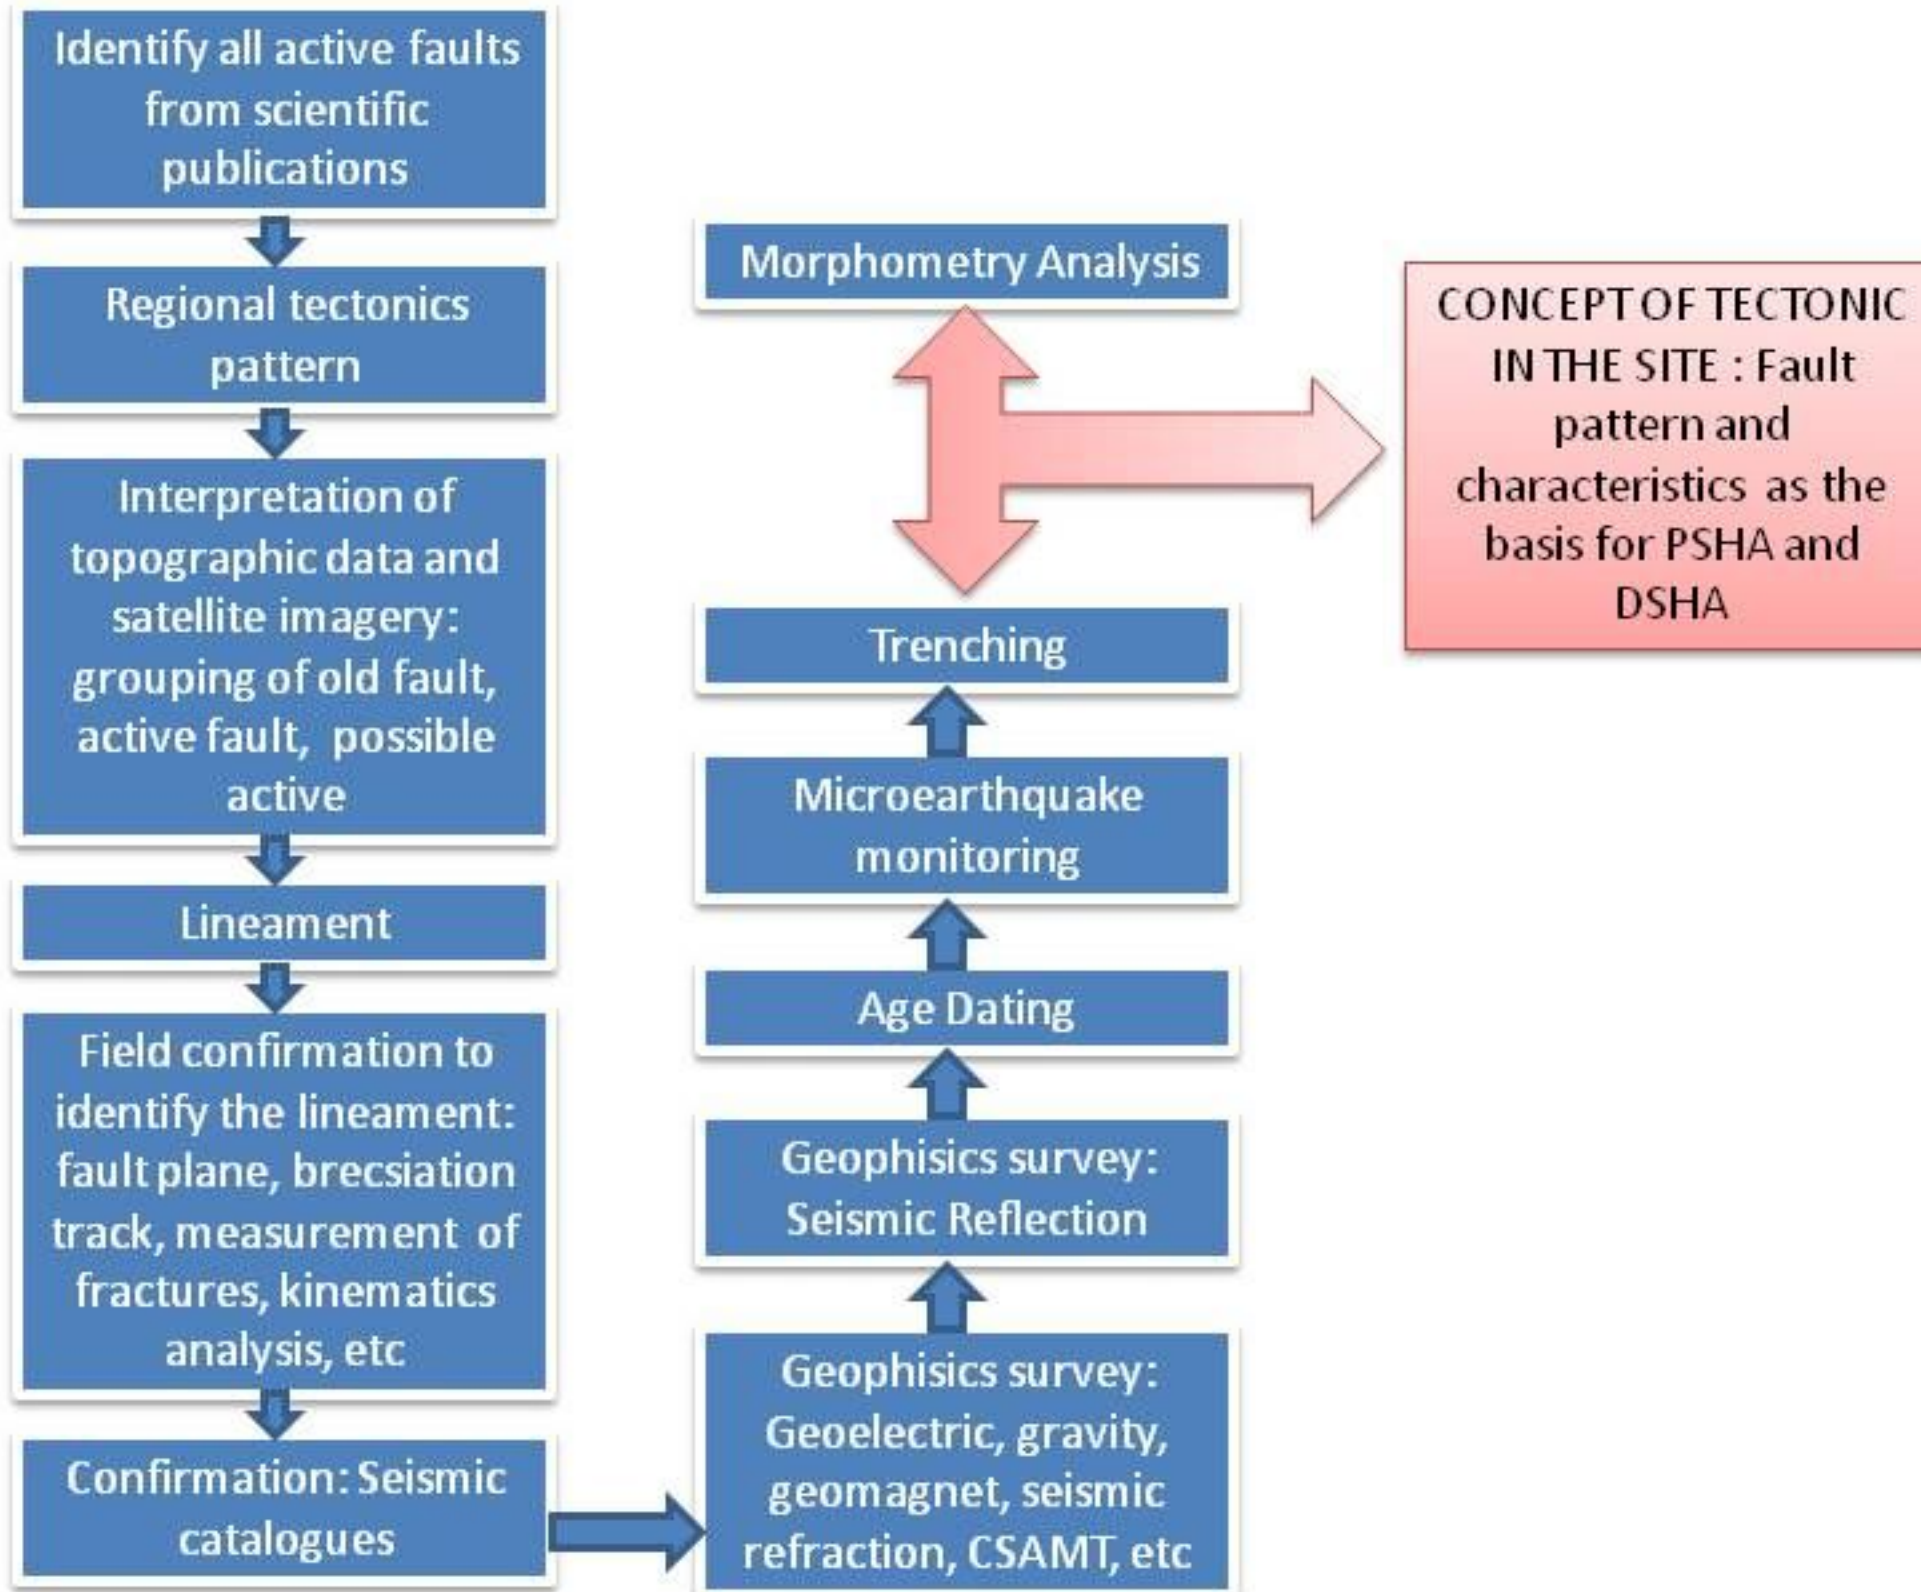 Identify all active faults
from scientific
publications
Regional tectonics
pattern
Interpretation of
topographic data and
satellite imagery:
grouping of old fault,
active fault, possible
active
Lineament
Field confirmation to
identify the lineament:
fault plane, brecsiation
track, measurement of
fractures, kinematics
analysis, etc
Confirmation: Seismic
catalogues
Geophisics survey:
Geoelectric, gravity,
geomagnet, seismic
refraction, CSAMT, etc
Geophisics survey:
Seismic Reflection
Age Dating
Microearthquake
monitoring
Trenching
Morphometry Analysis
CONCEPT OF TECTONIC
IN THE SITE : Fault
pattern and
characteristics as the
basis for PSHA and
DSHA